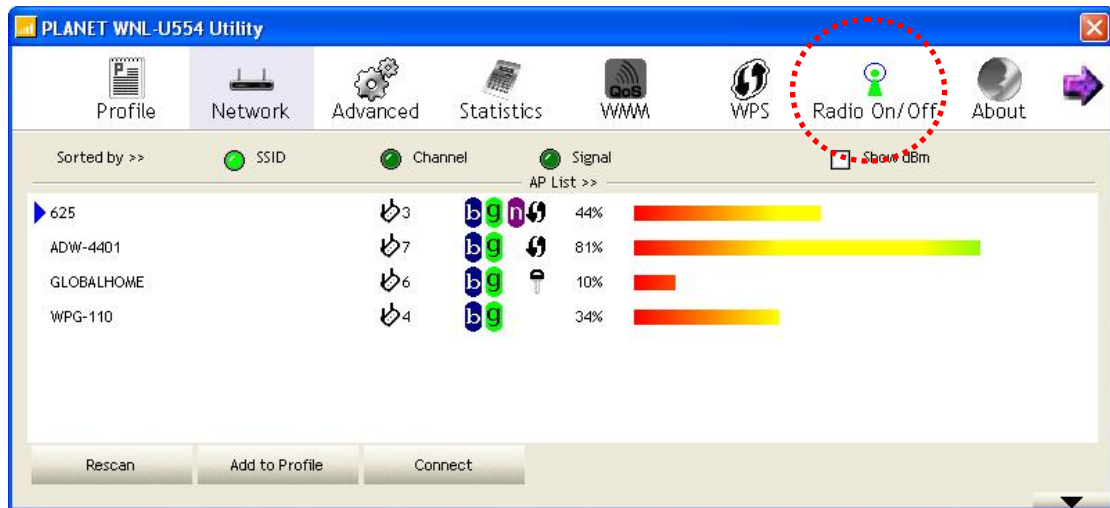 PLANET WNL-U554 Utility
P
QoS
Profile Network Advanced Statistics WMM WPS Radio On/Off About
Sorted by >> SSID Channel Signal Show dBm
AP List >>
625 3 b g n 44%
ADW-4401 7 b g 81%
GLOBALHOME 6 b g 10%
WPG-110 4 b g 34%
Rescan Add to Profile Connect